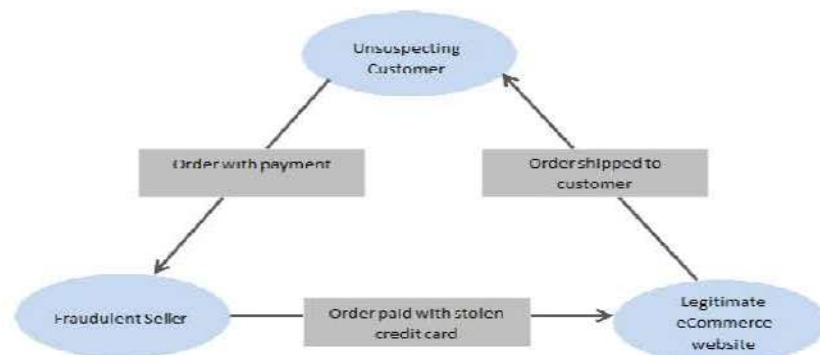 Unsuspecting
Customer
Order with payment
Order shipped to
customer
Fraudulent Seller
Order paid with stolen
credit card
Legitimate
eCommerce
website